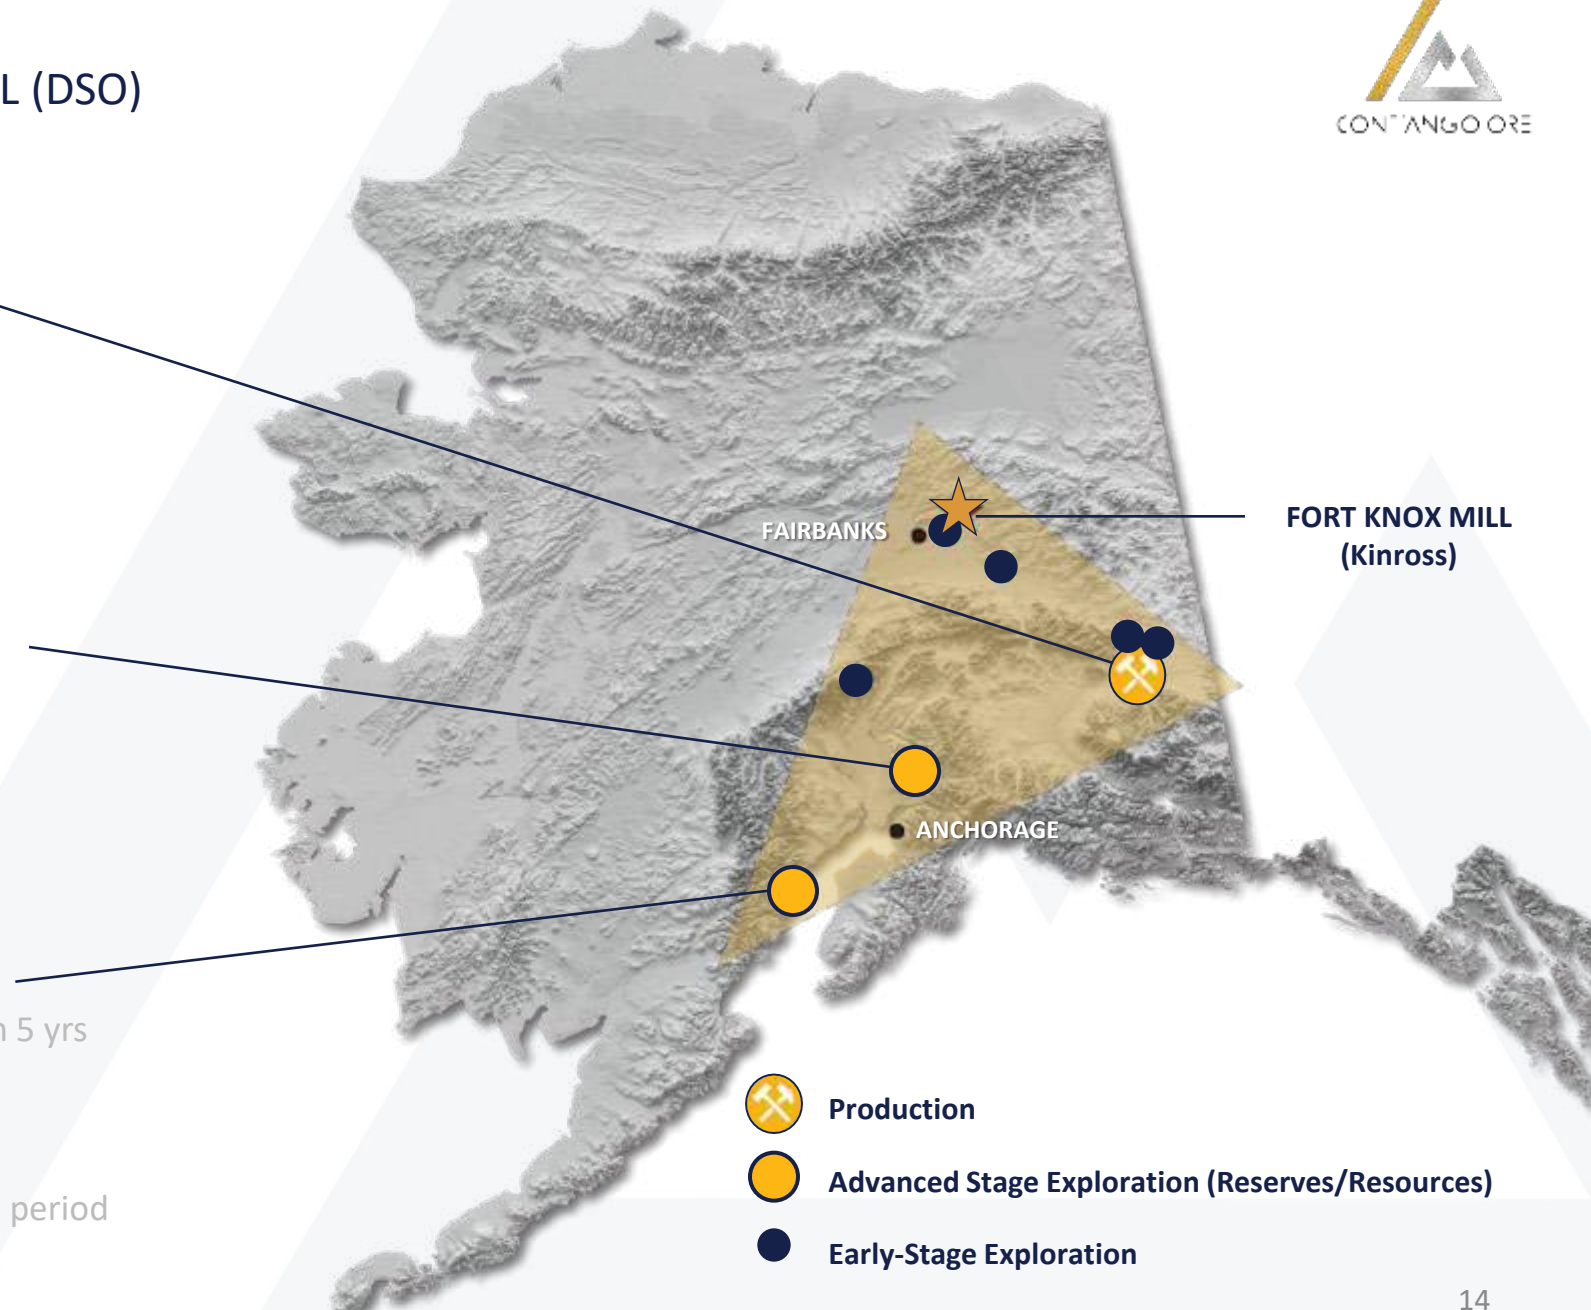 L (DSO)
CONTANGO ORE
FAIRBANKS
FORT KNOX MILL
(Kinross)
ANCHORAGE
5 yrs
period
Production
Advanced Stage Exploration (Reserves/Resources)
Early-Stage Exploration
14